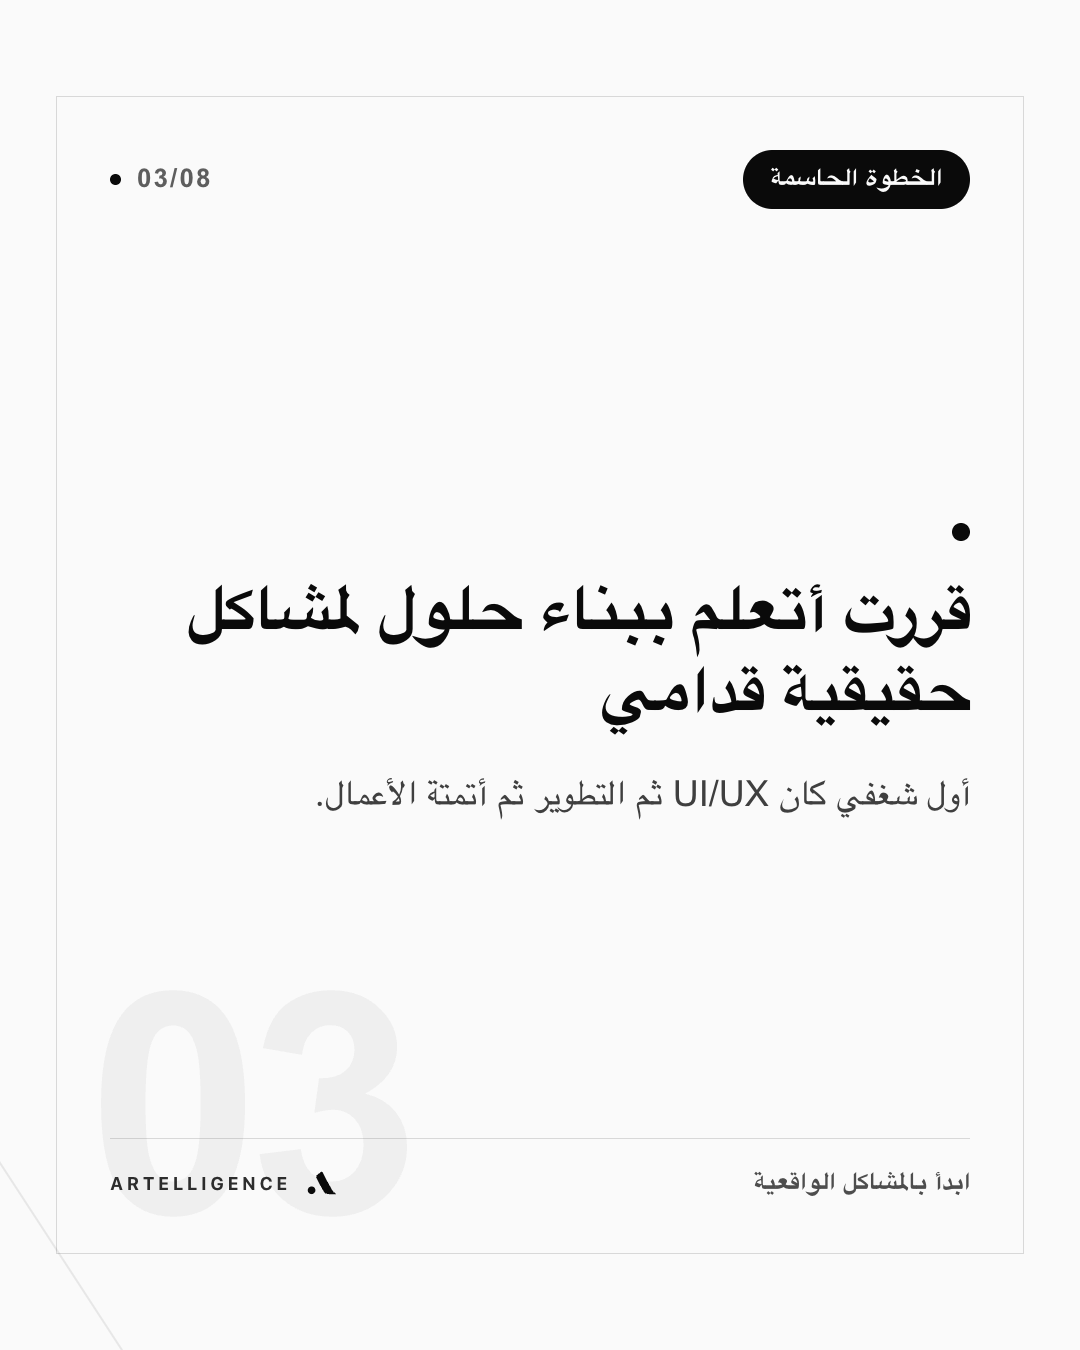 الخطوة الحاسمة
03/08
قررت أتعلم ببناء حلول لمشاكل
حقيقية قدامي
أول شغفي كان UI/UX ثم التطوير ثم أتمتة الأعمال.
03
ابدأ بالمشاكل الواقعية
ARTELLIGENCE